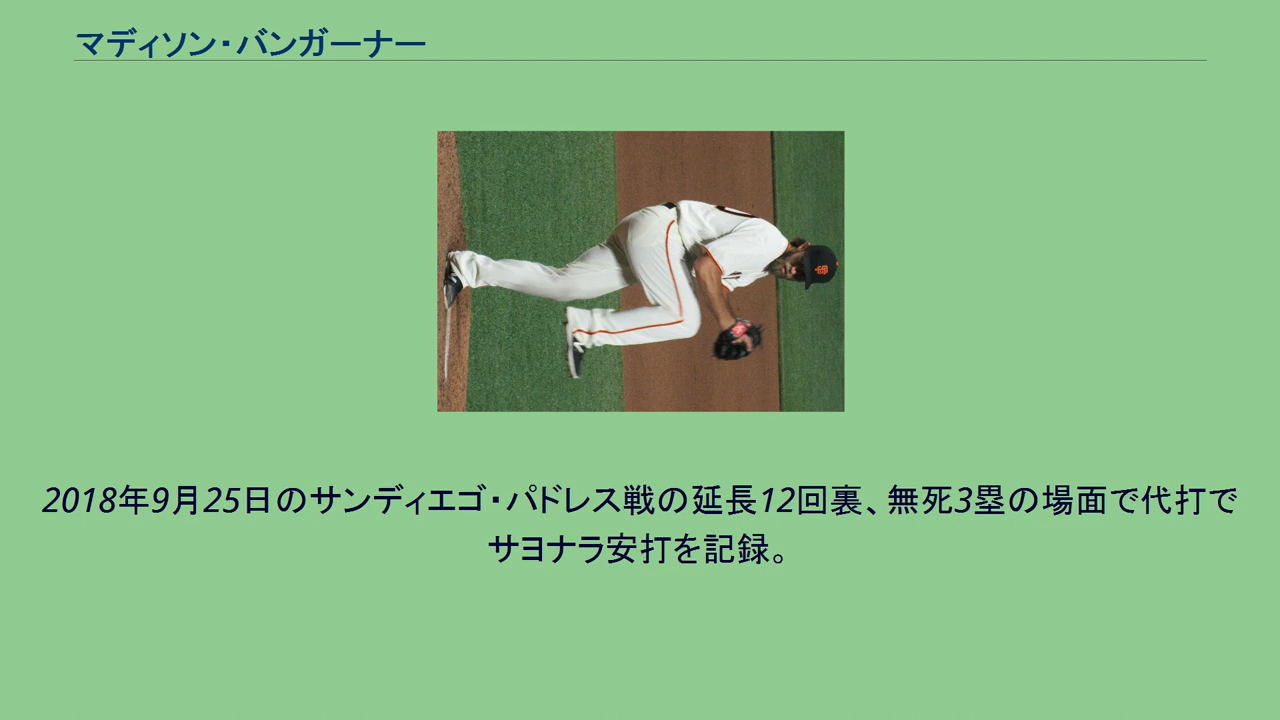 マディソン・バンガーナー
2018年9月25日のサンディエゴ・パドレス戦の延長12回裏、無死3塁の場面で代打で
サヨナラ安打を記録。